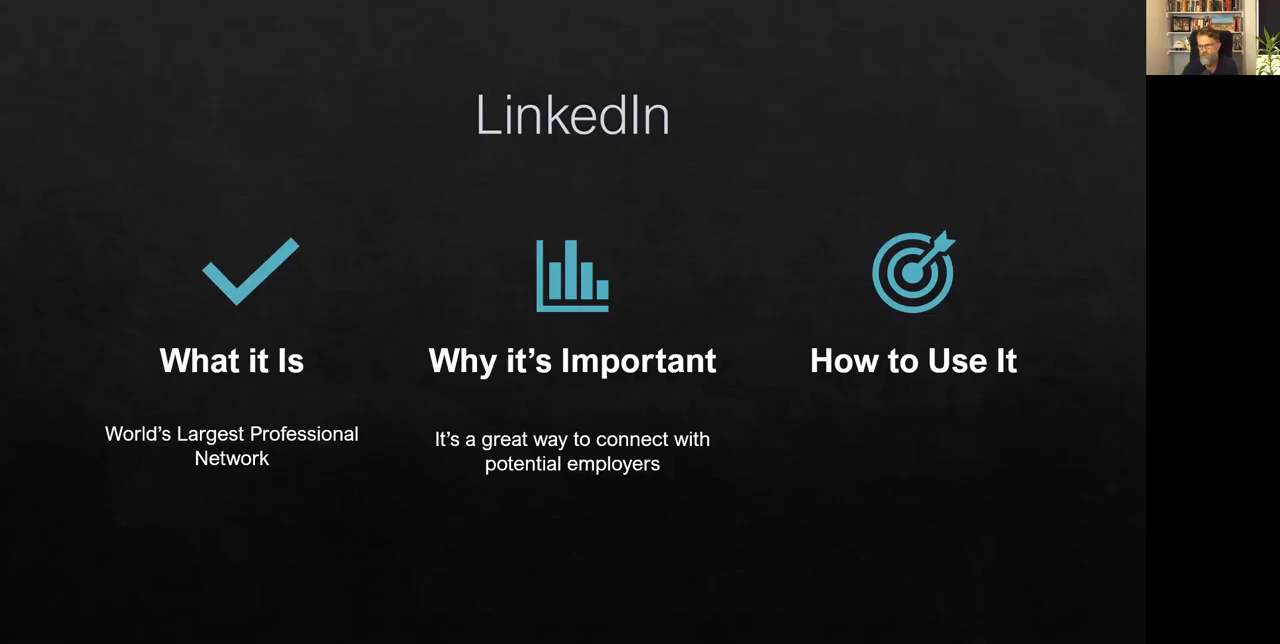 LinkedIn
What it Is
World’s Largest Professional
Network
Why it’s Important
It’s a great way to connect with
potential employers
How to Use It